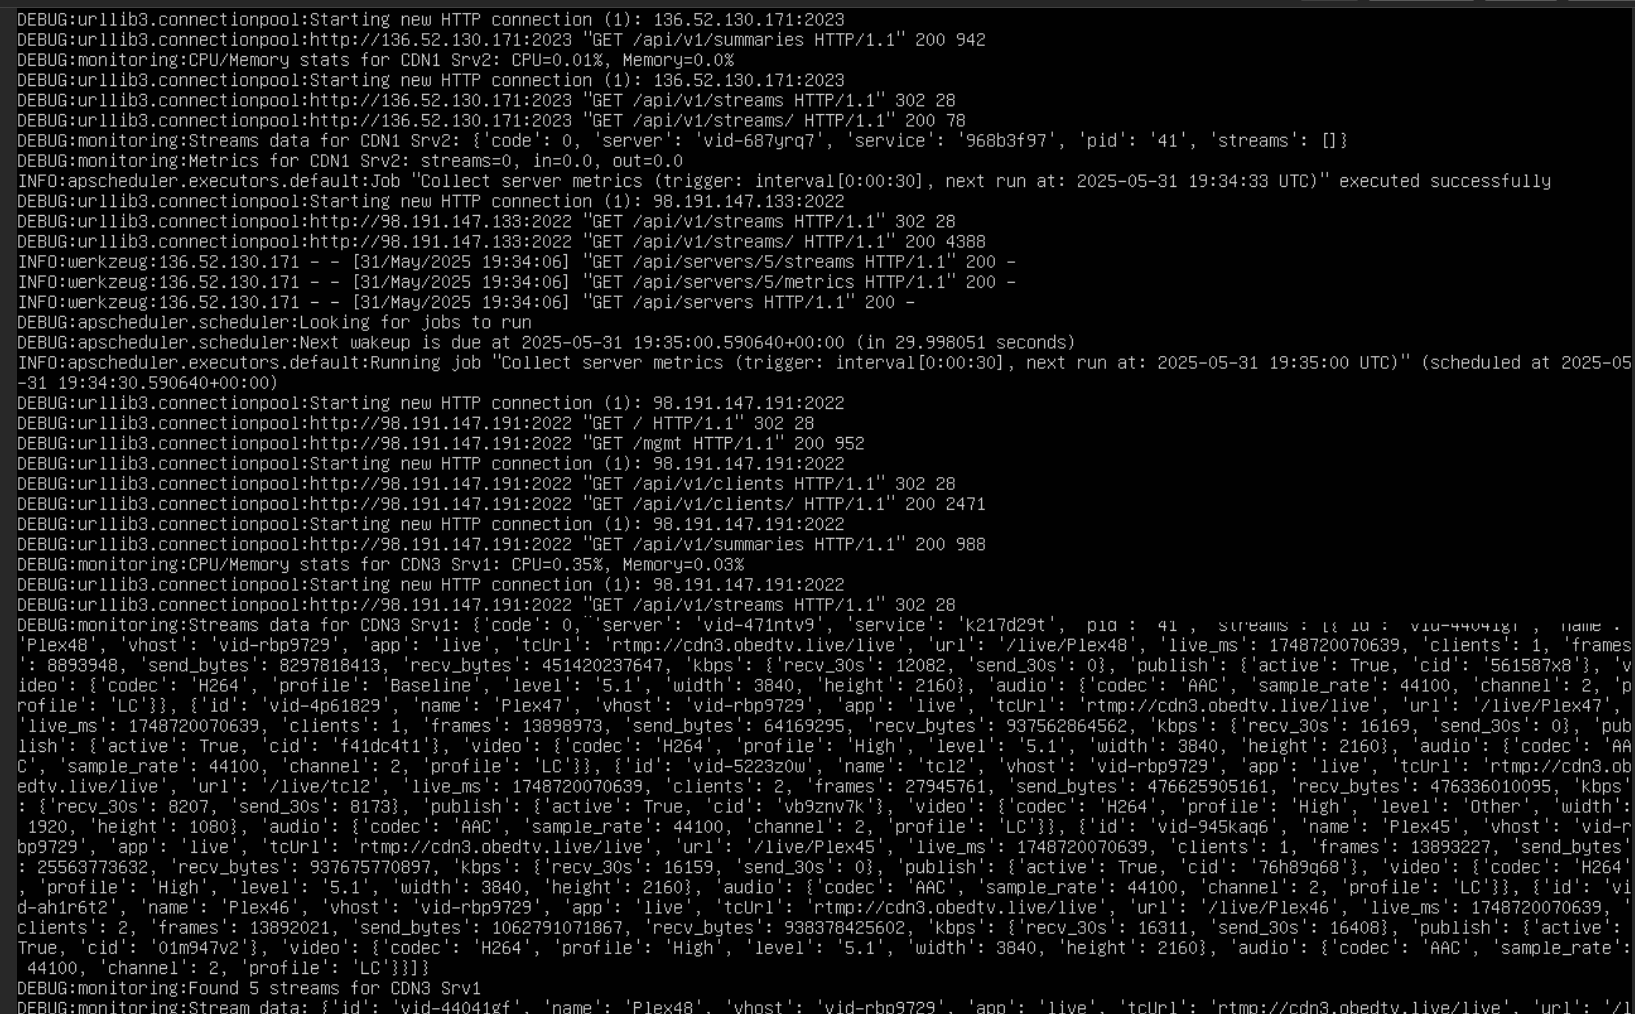 DEBUG:urllib3.connectionpool:Starting new HTTP connection (1): 136.52.130.171:2023
DEBUG:urllib3.connectionpool:http://136.52.130.171:2023 "GET /api/v1/summaries HTTP/1.1" 200 942
DEBUG:monitoring:CPU/Memory stats for CDN1 Srv2: CPU=0.01%, Memory=0.0%
DEBUG:urllib3.connectionpool:Starting new HTTP connection (1): 136.52.130.171:2023
DEBUG:urllib3.connectionpool:http://136.52.130.171:2023 "GET /api/v1/streams HTTP/1.1" 302 28
DEBUG:urllib3.connectionpool:http://136.52.130.171:2023 "GET /api/v1/streams/ HTTP/1.1" 200 78
DEBUG:monitoring:Streams data for CDN1 Srv2: {'code': 0, 'server': 'vid-687yrq7', 'service': '968b3f97', 'pid': '41', 'streams': []}
DEBUG:monitoring:Metrics for CDN1 Srv2: streams=0, in=0.0, out=0.0
INFO:apscheduler.executors.default:Job "Collect server metrics (trigger: interval[0:00:30], next run at: 2025-05-31 19:34:33 UTC)" executed successfully
DEBUG:urllib3.connectionpool:Starting new HTTP connection (1): 98.191.147.133:2022
DEBUG:urllib3.connectionpool:http://98.191.147.133:2022 "GET /api/v1/streams HTTP/1.1" 302 28
DEBUG:urllib3.connectionpool:http://98.191.147.133:2022 "GET /api/v1/streams/ HTTP/1.1" 200 4388
INFO:werkzeug:136.52.130.171 - - [31/May/2025 19:34:06] "GET /api/servers/5/streams HTTP/1.1" 200 -
INFO:werkzeug:136.52.130.171 - - [31/May/2025 19:34:06] "GET /api/servers/5/metrics HTTP/1.1" 200 -
INFO:werkzeug:136.52.130.171 - - [31/May/2025 19:34:06] "GET /api/servers HTTP/1.1" 200 -
DEBUG:apscheduler.scheduler:Looking for jobs to run
DEBUG:apscheduler.scheduler:Next wakeup is due at 2025-05-31 19:35:00.590640+00:00 (in 29.998051 seconds)
INFO:apscheduler.executors.default:Running job "Collect server metrics (trigger: interval[0:00:30], next run at: 2025-05-31 19:35:00 UTC)" (scheduled at 2025-05
-31 19:34:30.590640+00:00)
DEBUG:urllib3.connectionpool:Starting new HTTP connection (1): 98.191.147.191:2022
DEBUG:urllib3.connectionpool:http://98.191.147.191:2022 "GET / HTTP/1.1" 302 28
DEBUG:urllib3.connectionpool:http://98.191.147.191:2022 "GET /mgmt HTTP/1.1" 200 952
DEBUG:urllib3.connectionpool:Starting new HTTP connection (1): 98.191.147.191:2022
DEBUG:urllib3.connectionpool:http://98.191.147.191:2022 "GET /api/v1/clients HTTP/1.1" 302 28
DEBUG:urllib3.connectionpool:http://98.191.147.191:2022 "GET /api/v1/clients/ HTTP/1.1" 200 2471
DEBUG:urllib3.connectionpool:Starting new HTTP connection (1): 98.191.147.191:2022
DEBUG:urllib3.connectionpool:http://98.191.147.191:2022 "GET /api/v1/summaries HTTP/1.1" 200 988
DEBUG:monitoring:CPU/Memory stats for CDN3 Srv1: CPU=0.35%, Memory=0.03%
DEBUG:urllib3.connectionpool:Starting new HTTP connection (1): 98.191.147.191:2022
DEBUG:urllib3.connectionpool:http://98.191.147.191:2022 "GET /api/v1/streams HTTP/1.1" 302 28
DEBUG:monitoring:Streams data for CDN3 Srv1: {'code': 0, 'server': 'vid-471ntv9', 'service': 'k217d29t', 'pid': '41', 'streams': [{'id': 'vid-44041gf', 'name':
'Plex48', 'vhost': 'vid-rbp9729', 'app': 'live', 'tcUrl': 'rtmp://cdn3.obedtv.live/live', 'url': '/live/Plex48', 'live_ms': 1748720070639, 'clients': 1, 'frames
': 8893948, 'send_bytes': 8297818413, 'recv_bytes': 451420237647, 'kbps': {'recv_30s': 12082, 'send_30s': 0}, 'publish': {'active': True, 'cid': '561587x8'}, 'v
ideo': {'codec': 'H264', 'profile': 'Baseline', 'level': '5.1', 'width': 3840, 'height': 2160}, 'audio': {'codec': 'AAC', 'sample_rate': 44100, 'channel': 2, 'p
rofile': 'LC'}}, {'id': 'vid-4p61829', 'name': 'Plex47', 'vhost': 'vid-rbp9729', 'app': 'live', 'tcUrl': 'rtmp://cdn3.obedtv.live/live', 'url': '/live/Plex47',
'live_ms': 1748720070639, 'clients': 1, 'frames': 13898973, 'send_bytes': 64169295, 'recv_bytes': 937562864562, 'kbps': {'recv_30s': 16169, 'send_30s': 0}, 'pub
lish': {'active': True, 'cid': 'f41dc4t1'}, 'video': {'codec': 'H264', 'profile': 'High', 'level': '5.1', 'width': 3840, 'height': 2160}, 'audio': {'codec': 'AA
C', 'sample_rate': 44100, 'channel': 2, 'profile': 'LC'}}, {'id': 'vid-5223z0w', 'name': 'tcl2', 'vhost': 'vid-rbp9729', 'app': 'live', 'tcUrl': 'rtmp://cdn3.ob
edtv.live/live', 'url': '/live/tcl2', 'live_ms': 1748720070639, 'clients': 2, 'frames': 27945761, 'send_bytes': 476625905161, 'recv_bytes': 476336010095, 'kbps'
: {'recv_30s': 8207, 'send_30s': 8173}, 'publish': {'active': True, 'cid': 'vb9znv7k'}, 'video': {'codec': 'H264', 'profile': 'High', 'level': 'Other', 'width':
1920, 'height': 1080}, 'audio': {'codec': 'AAC', 'sample_rate': 44100, 'channel': 2, 'profile': 'LC'}}, {'id': 'vid-945kaq6', 'name': 'Plex45', 'vhost': 'vid-r
bp9729', 'app': 'live', 'tcUrl': 'rtmp://cdn3.obedtv.live/live', 'url': '/live/Plex45', 'live_ms': 1748720070639, 'clients': 1, 'frames': 13893227, 'send_bytes'
: 25563773632, 'recv_bytes': 937675770897, 'kbps': {'recv_30s': 16159, 'send_30s': 0}, 'publish': {'active': True, 'cid': '76h89q68'}, 'video': {'codec': 'H264'
, 'profile': 'High', 'level': '5.1', 'width': 3840, 'height': 2160}, 'audio': {'codec': 'AAC', 'sample_rate': 44100, 'channel': 2, 'profile': 'LC'}}, {'id': 'vi
d-ah1r6t2', 'name': 'Plex46', 'vhost': 'vid-rbp9729', 'app': 'live', 'tcUrl': 'rtmp://cdn3.obedtv.live/live', 'url': '/live/Plex46', 'live_ms': 1748720070639, '
clients': 2, 'frames': 13892021, 'send_bytes': 1062791071867, 'recv_bytes': 938378425602, 'kbps': {'recv_30s': 16311, 'send_30s': 16408}, 'publish': {'active':
True, 'cid': '01m947v2'}, 'video': {'codec': 'H264', 'profile': 'High', 'level': '5.1', 'width': 3840, 'height': 2160}, 'audio': {'codec': 'AAC', 'sample_rate':
44100, 'channel': 2, 'profile': 'LC'}}]}
DEBUG:monitoring:Found 5 streams for CDN3 Srv1
DEBUG:monitoring:Stream data: {'id': 'vid-44041gf', 'name': 'Plex48', 'vhost': 'vid-rbp9729', 'app': 'live', 'tcUrl': 'rtmp://cdn3.obedtv.live/live', 'url': '/l